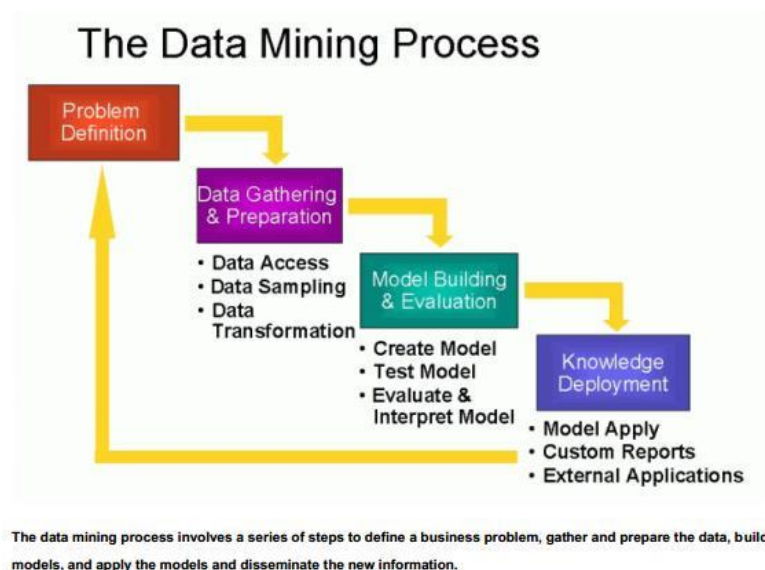 The Data Mining Process
Problem
Definition
Data Gathering
& Preparation
• Data Access
• Data Sampling
• Data
Transformation
Model Building
& Evaluation
• Create Model
• Test Model
• Evaluate &
Interpret Model
Knowledge
Deployment
• Model Apply
• Custom Reports
• External Applications
The data mining process involves a series of steps to define a business problem, gather and prepare the data, build
models, and apply the models and disseminate the new information.